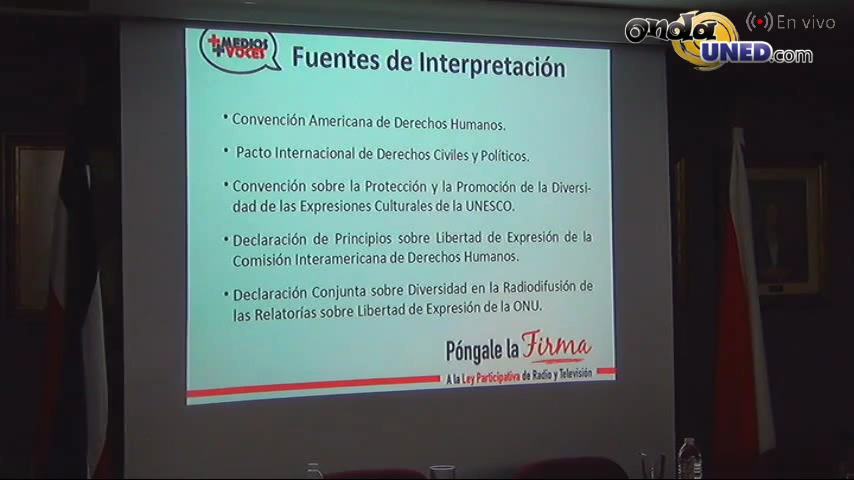 onda
UNED.com
En vivo
+MEDIOS
+VOCES
Fuentes de Interpretación
• Convención Americana de Derechos Humanos.
• Pacto Internacional de Derechos Civiles y Políticos.
• Convención sobre la Protección y la Promoción de la Diversi-
dad de las Expresiones Culturales de la UNESCO.
• Declaración de Principios sobre Libertad de Expresión de la
Comisión Interamericana de Derechos Humanos.
• Declaración Conjunta sobre Diversidad en la Radiodifusión de
las Relatorías sobre Libertad de Expresión de la ONU.
Póngale la Firma
A la Ley Participativa de Radio y Televisión